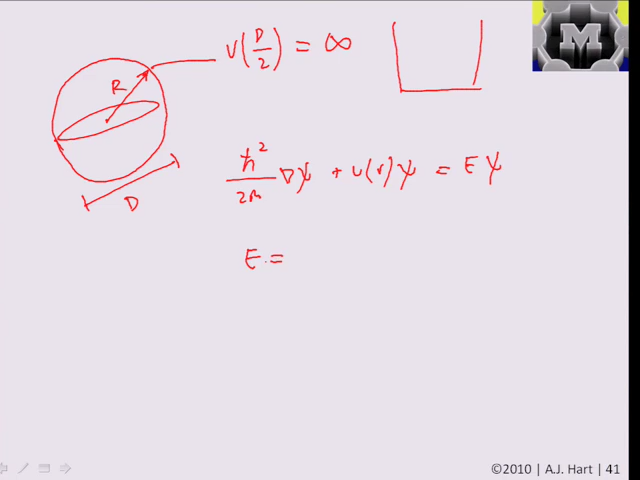 U(D/2) = ∞
R
M
ħ²/2m ∇ψ + U(r)ψ = Eψ
D
E =
©2010 | A.J. Hart | 41